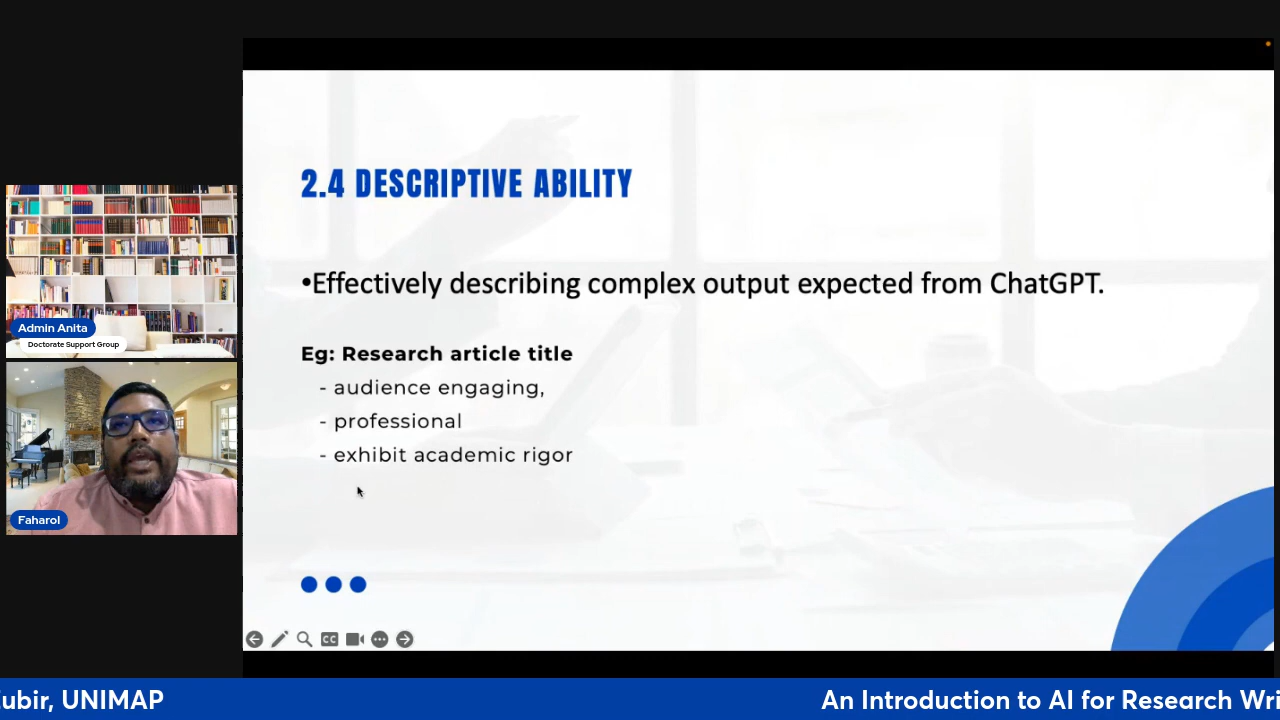 2.4 DESCRIPTIVE ABILITY
•Effectively describing complex output expected from ChatGPT.
Eg: Research article title
- audience engaging,
- professional
- exhibit academic rigor
Admin Anita
Doctorate Support Group
Faharol
CC
ubir, UNIMAP
An Introduction to AI for Research Wri